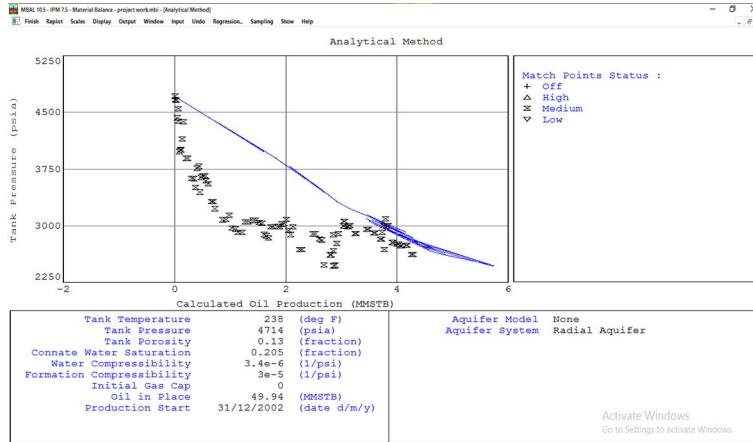 MBAL 10.5 - IPM 7.5 - Material Balance - project work.mbi - [Analytical Method]
Finish Replot Scales Display Output Window Input Undo Regression... Sampling Show Help
Analytical Method
5250
4500
3750
3000
2250
Tank Pressure (psia)
-2 0 2 4 6
Calculated Oil Production (MMSTB)
Match Points Status :
Off
High
Medium
Low
Tank Temperature 238 (deg F)
Tank Pressure 4714 (psia)
Tank Porosity 0.13 (fraction)
Connate Water Saturation 0.205 (fraction)
Water Compressibility 3.4e-6 (1/psi)
Formation Compressibility 3e-5 (1/psi)
Initial Gas Cap 0
Oil in Place 49.94 (MMSTB)
Production Start 31/12/2002 (date d/m/y)
Aquifer Model None
Aquifer System Radial Aquifer
Activate Windows
Go to Settings to activate Windows.